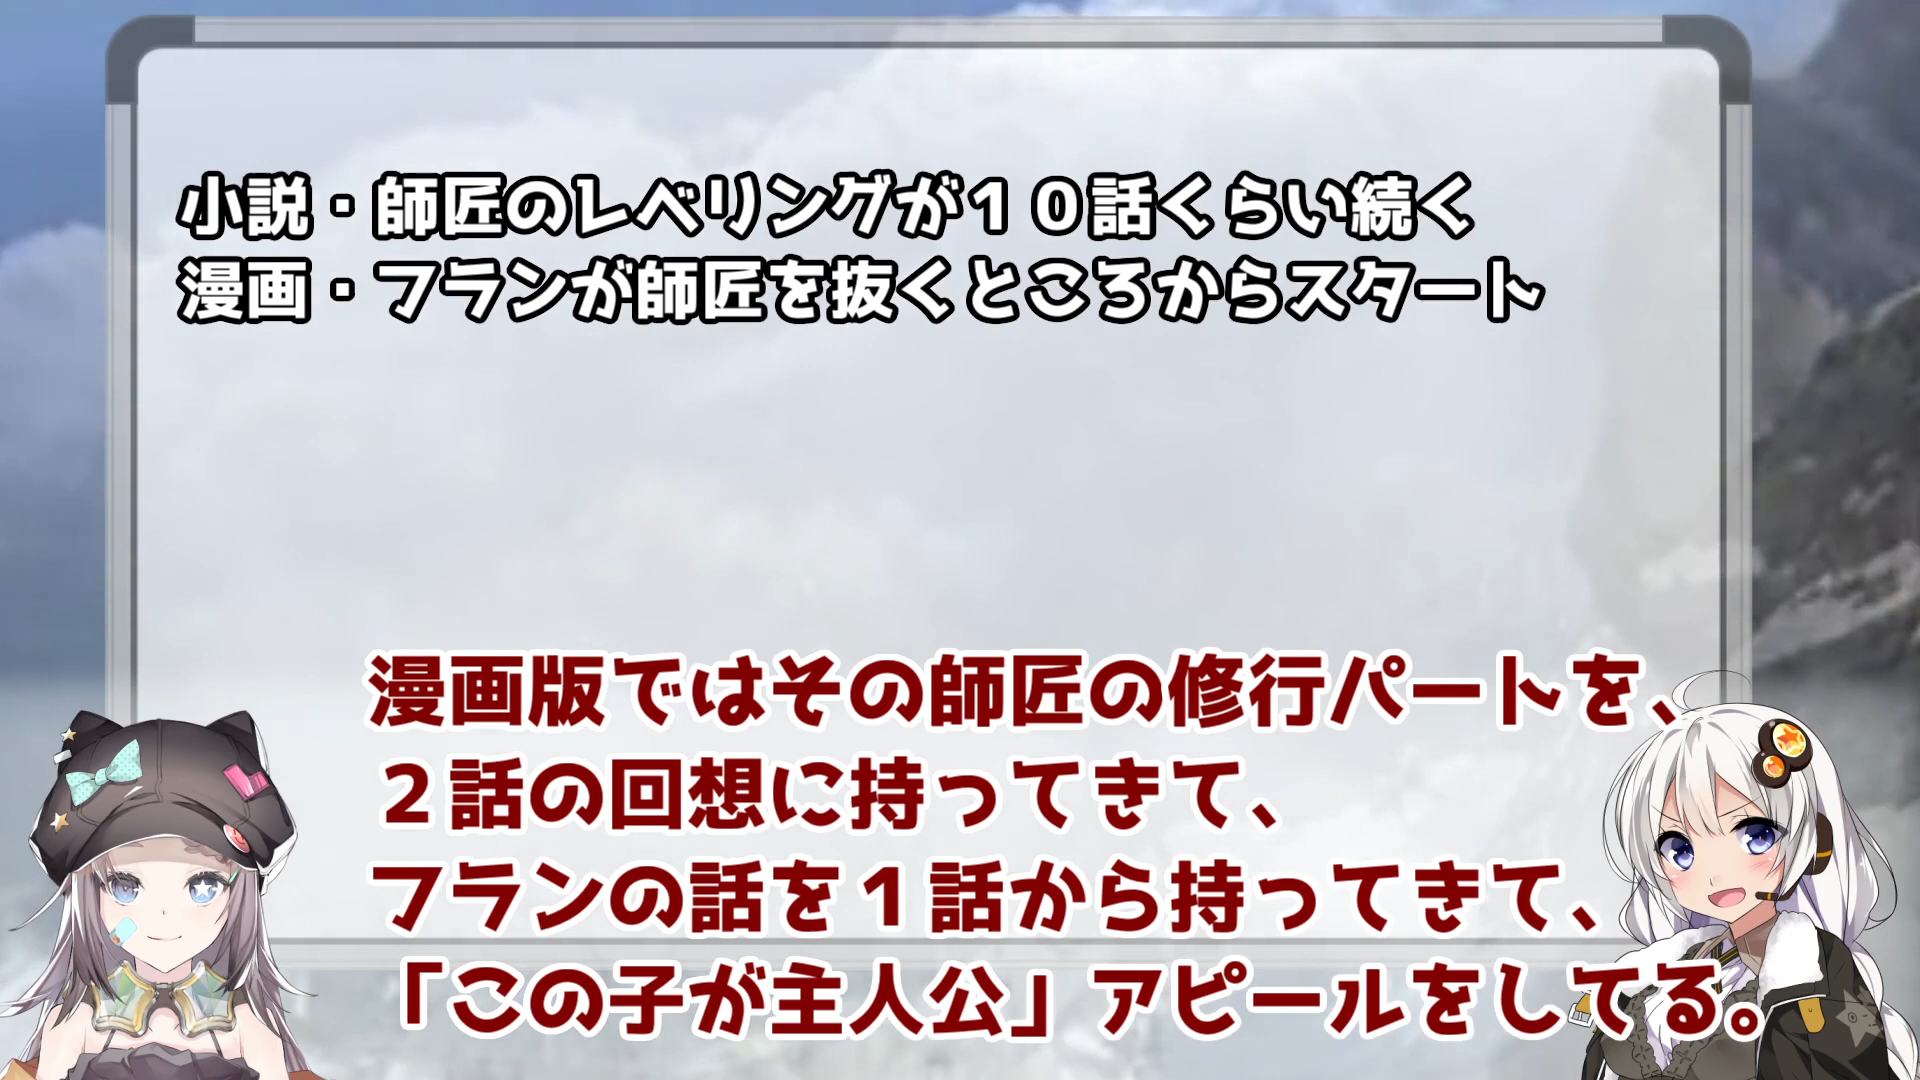 小説・師匠のレベリングが１０話くらい続く
漫画・フランが師匠を抜くところからスタート
漫画版ではその師匠の修行パートを、
２話の回想に持ってきて、
フランの話を１話から持ってきて、
「この子が主人公」アピールをしてる。